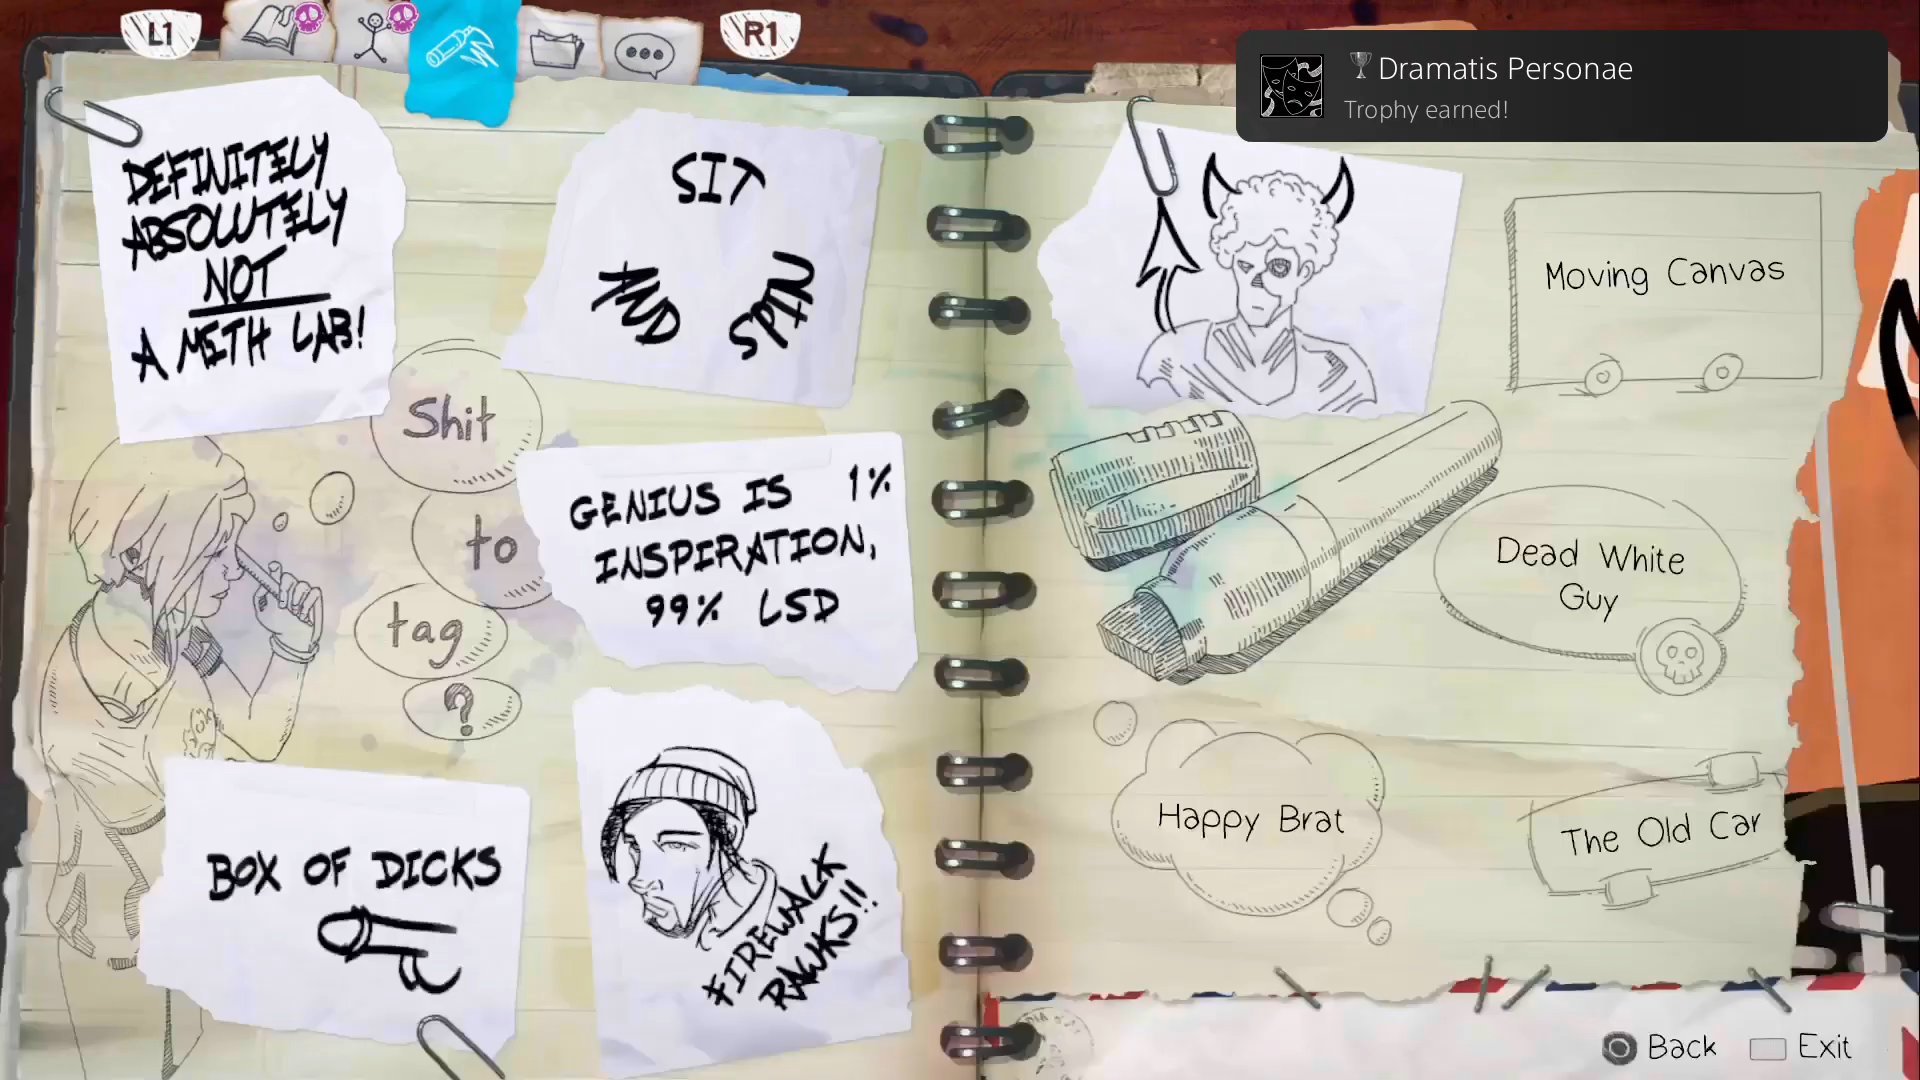 L1
R1
Dramatis Personae
Trophy earned!
DEFINITELY
ABSOLUTELY
NOT
A METH LAB!
SIT
AND
SPIN
Shit
to
tag
?
GENIUS IS 1%
INSPIRATION,
99% LSD
BOX OF DICKS
FIREWALK
RAWKS!!
Moving Canvas
Dead White
Guy
Happy Brat
The Old Car
Back
Exit